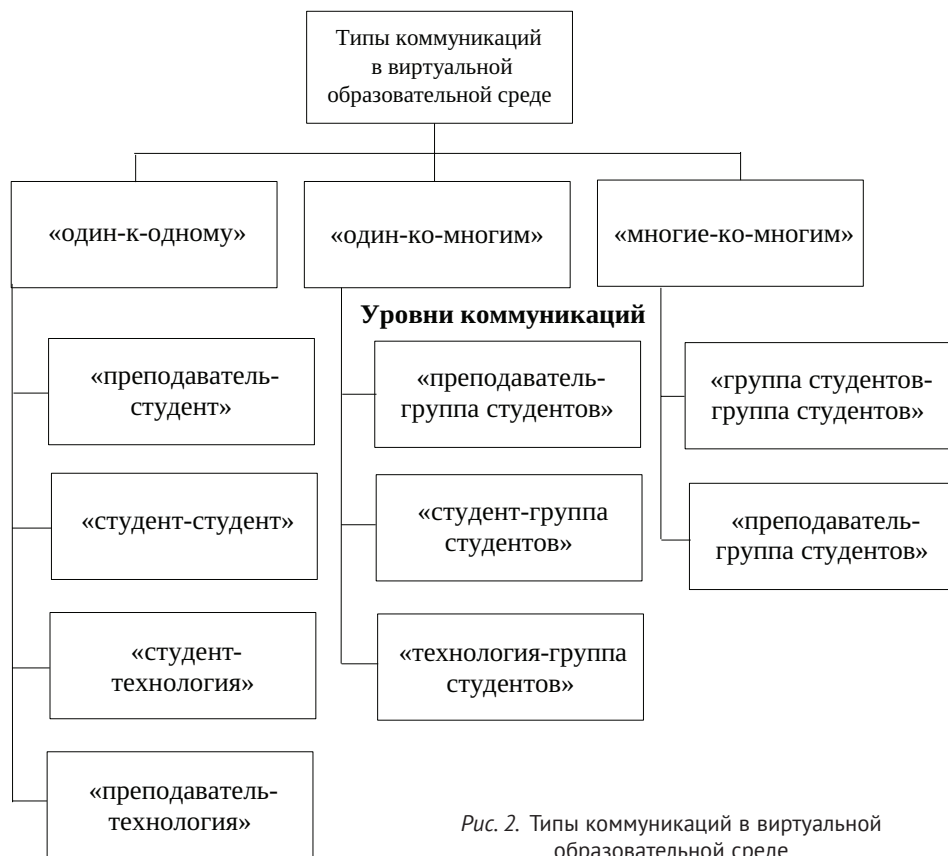 Типы коммуникаций
в виртуальной
образовательной среде
«один-к-одному»
«один-ко-многим»
«многие-ко-многим»
Уровни коммуникаций
«преподаватель-
студент»
«студент-студент»
«студент-
технология»
«преподаватель-
технология»
«преподаватель-
группа студентов»
«студент-группа
студентов»
«технология-группа
студентов»
«группа студентов-
группа студентов»
«преподаватель-
группа студентов»
Рис. 2. Типы коммуникаций в виртуальной
образовательной среде